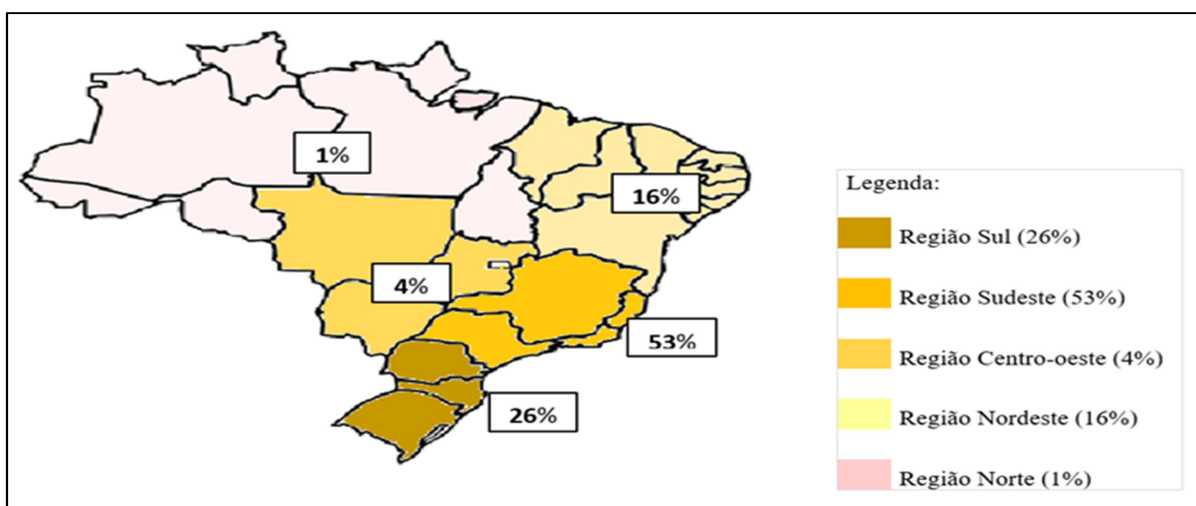 1%
16%
4%
53%
26%
Legenda:
Região Sul (26%)
Região Sudeste (53%)
Região Centro-oeste (4%)
Região Nordeste (16%)
Região Norte (1%)